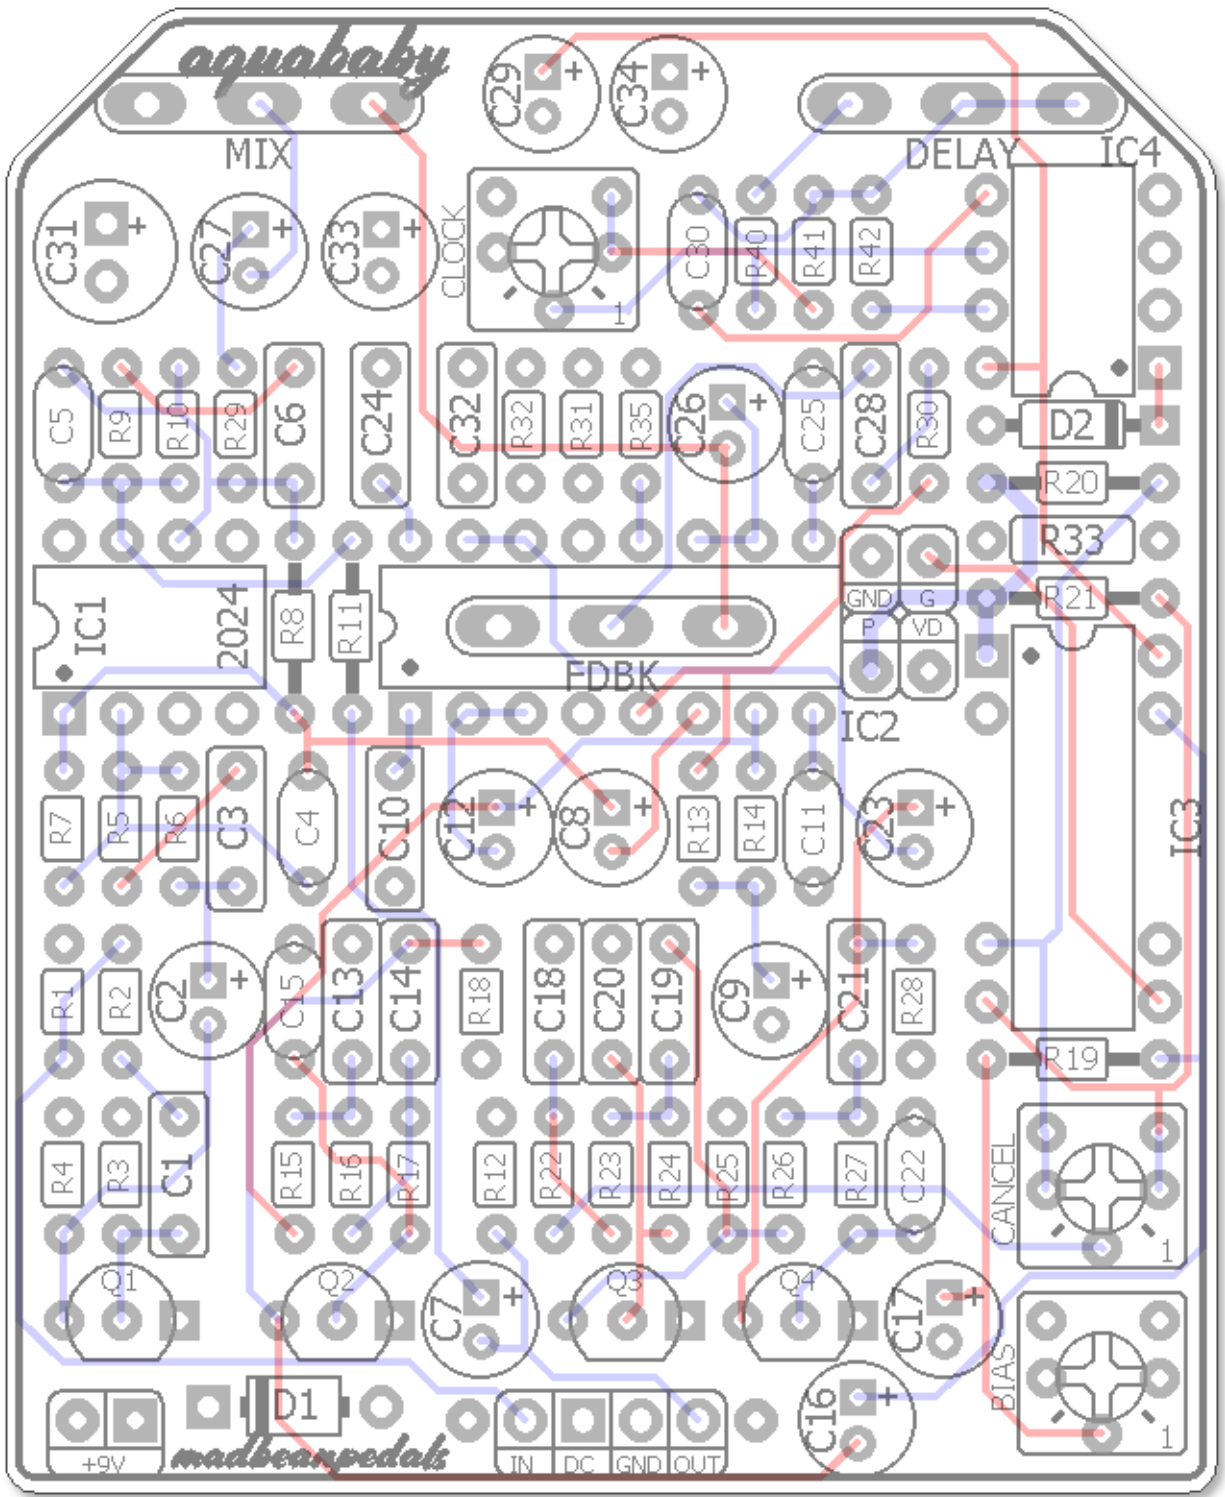 aquababy
C29 + C34 +
MIX DELAY IC4
C31 + C27 + C33 + CLOCK 1 C30 R40 R41 R42
C5 R9 R10 R29 C6 C24 C32 R32 R31 R35 C26 + C25 C28 R30 D2
R20
R33
IC1 2024 R8 R11 FDBK GND G R21
P VD
IC2
R7 R5 R6 C3 C4 C10 C12 + C8 + R13 R14 C11 C23 + IC3
R1 R2 C2 + C15 C13 C14 R18 C18 C20 C19 C9 + C21 R28
R19
R4 R3 C1 R15 R16 R17 R12 R22 R23 R24 R25 R26 R27 C22 CANCEL 1
Q1 Q2 C7 + Q3 Q4 C17 +
BIAS 1
D1 C16 +
+9V madbeanpedals IN DC GND OUT